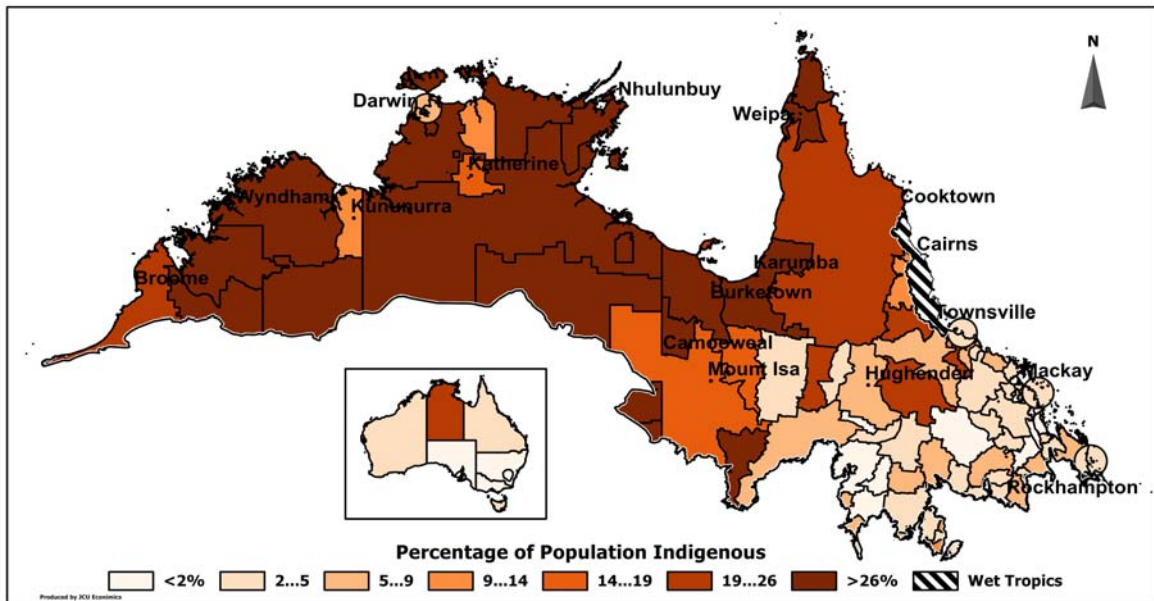 N
Darwin
Nhulunbuy
Weipa
Katherine
Wyndham
Kununurra
Cooktown
Cairns
Broome
Karumba
Burketown
Townsville
Camooweal
Mount Isa
Hughenden
Mackay
Rockhampton
Percentage of Population Indigenous
<2% 2...5 5...9 9...14 14...19 19...26 >26% Wet Tropics
Produced by JCU Econimics